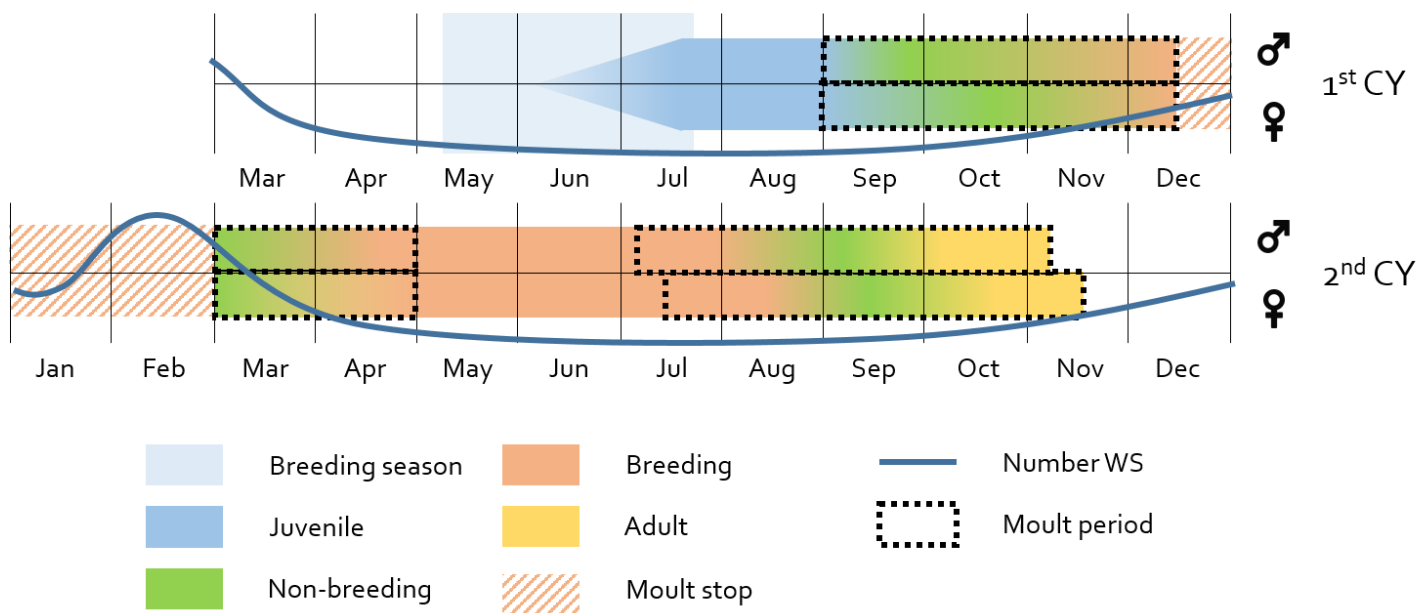 ♂
1st CY
♀
Mar Apr May Jun Jul Aug Sep Oct Nov Dec
♂
2nd CY
♀
Jan Feb Mar Apr May Jun Jul Aug Sep Oct Nov Dec
Breeding season Breeding Number WS
Juvenile Adult Moult period
Non-breeding Moult stop